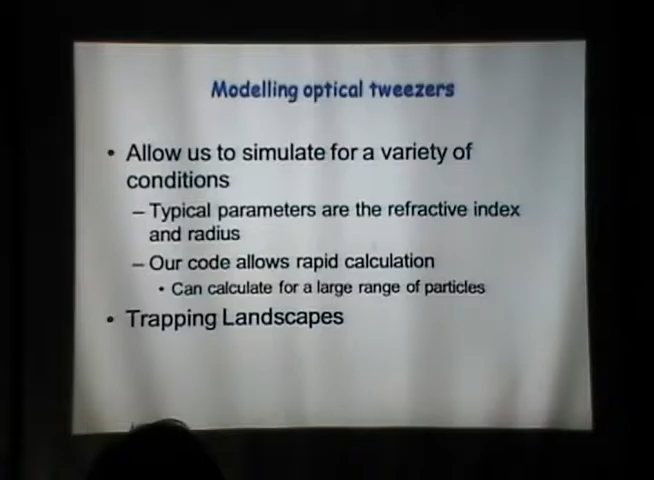 Modelling optical tweezers
• Allow us to simulate for a variety of
conditions
– Typical parameters are the refractive index
and radius
– Our code allows rapid calculation
• Can calculate for a large range of particles
• Trapping Landscapes